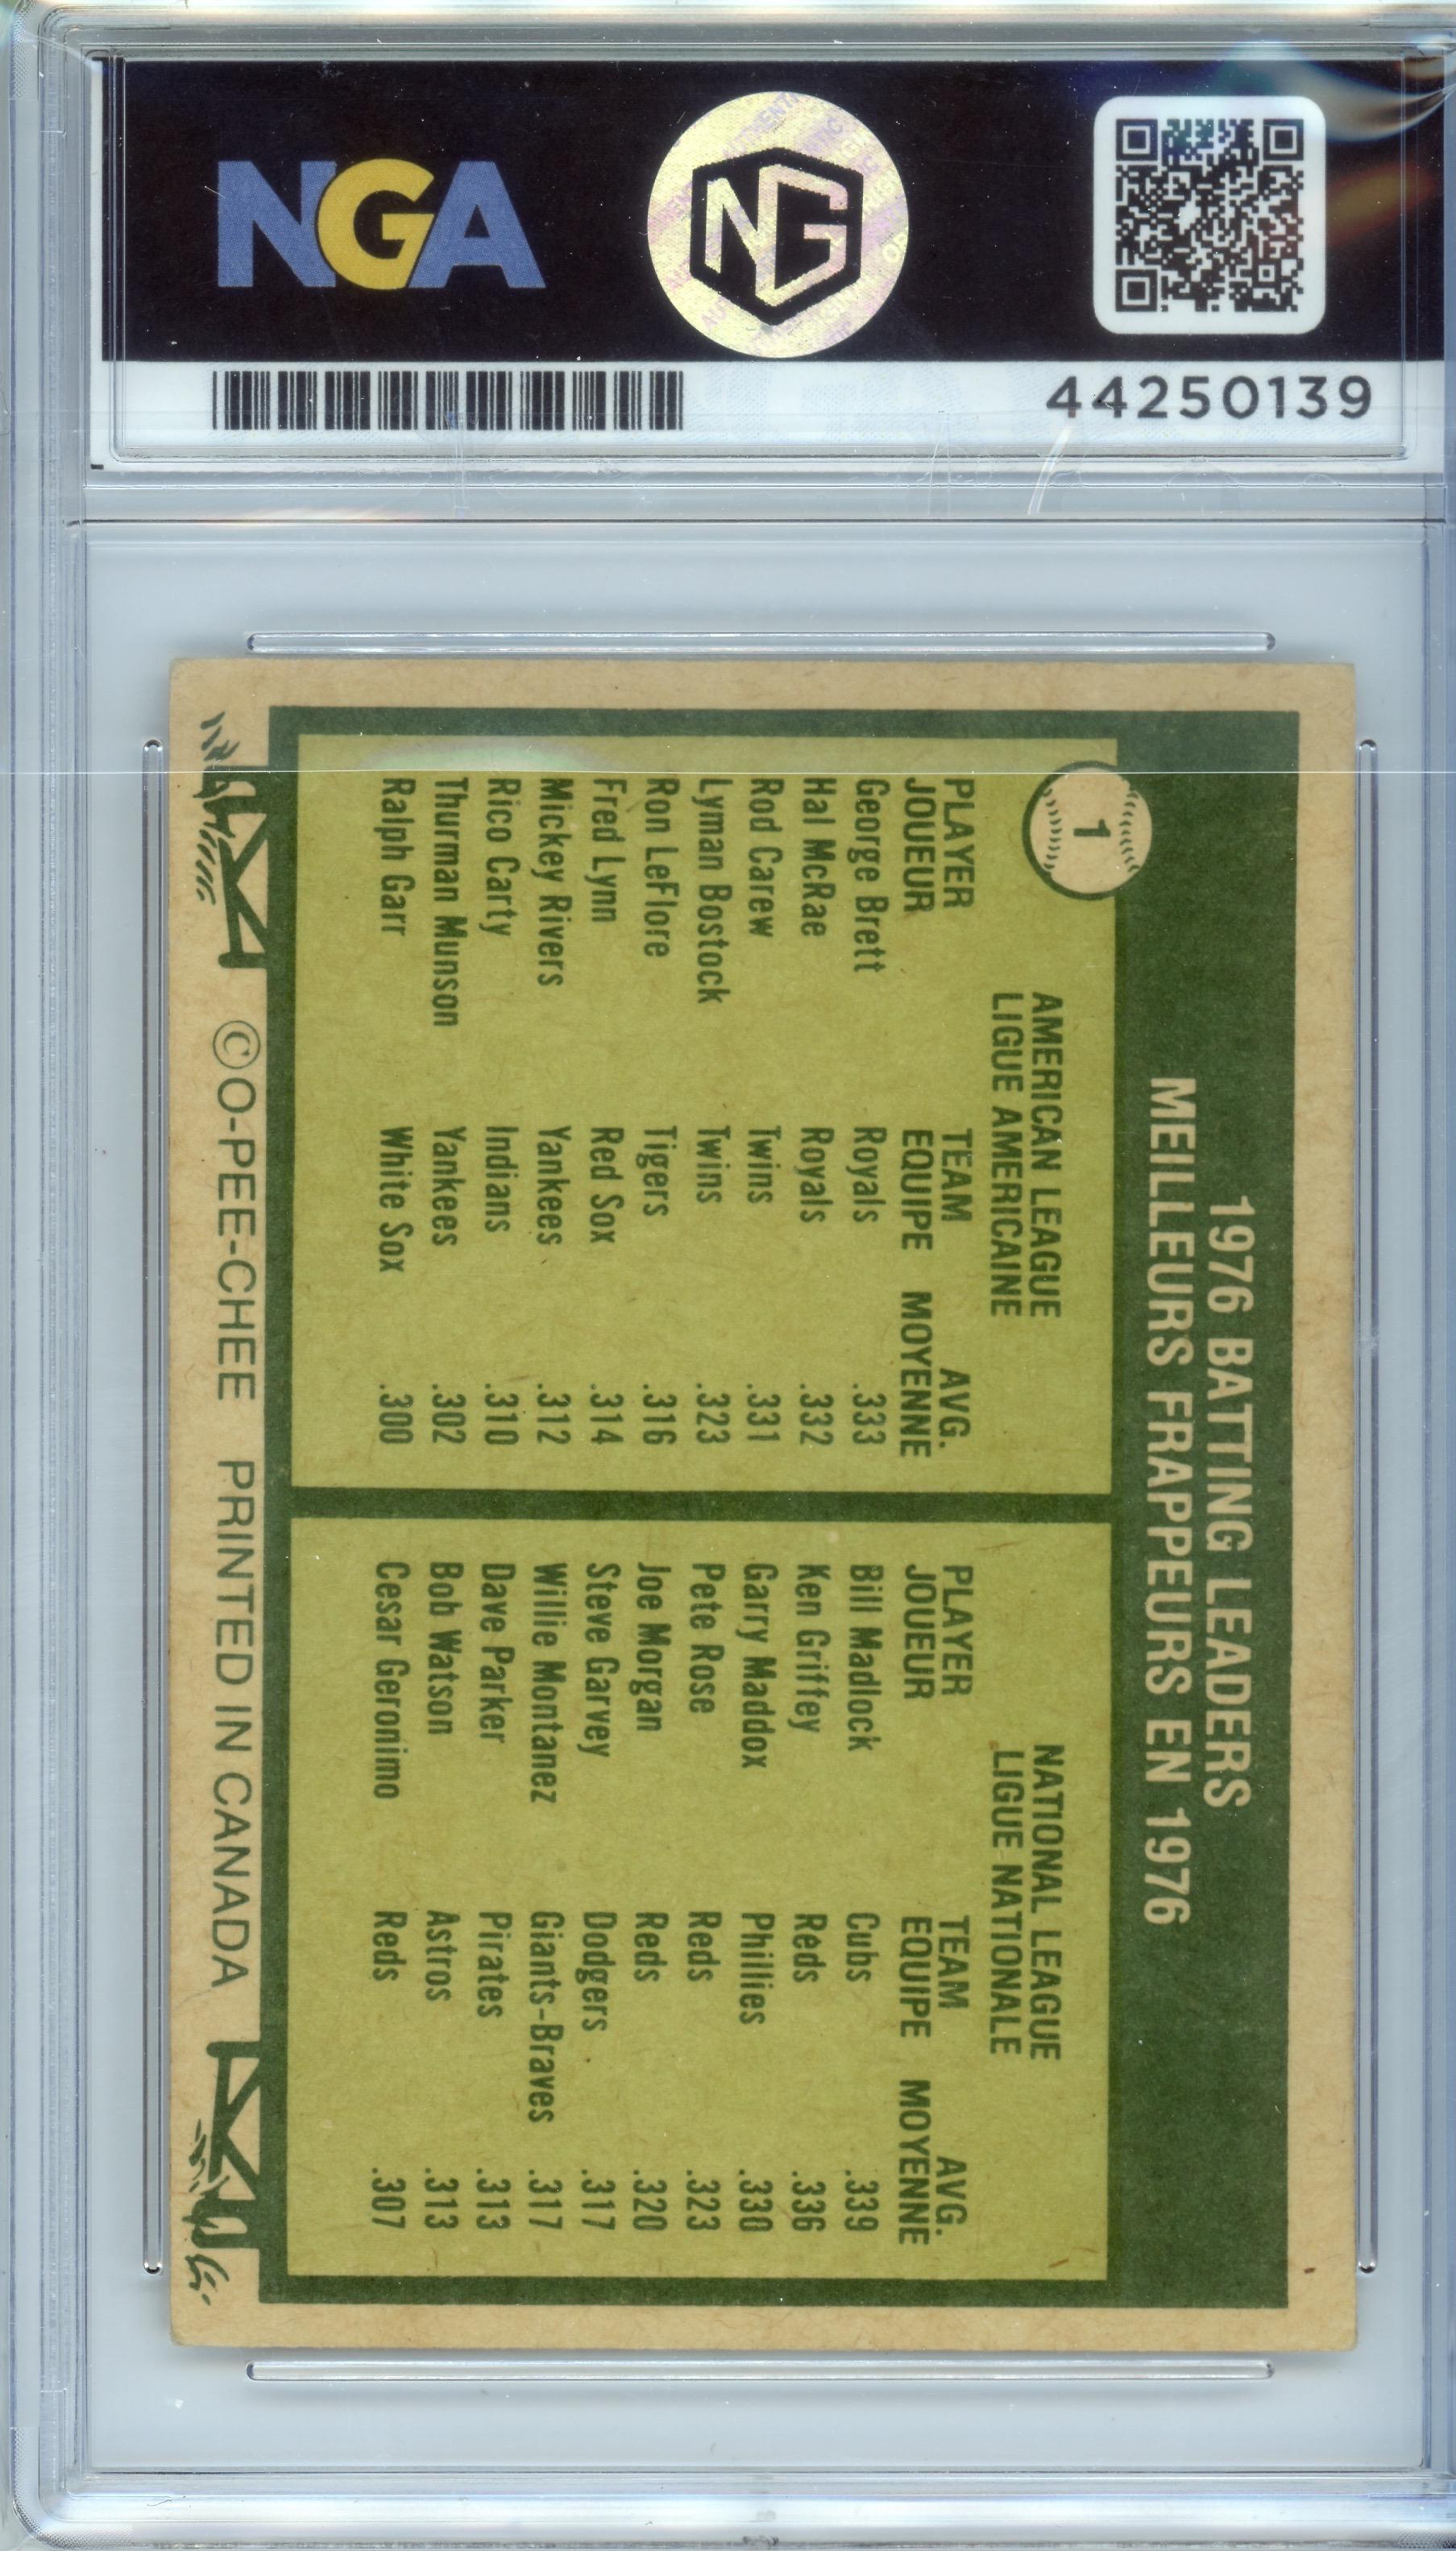 NGA
NG
44250139
1976 BATTING LEADERS
MEILLEURS FRAPPEURS EN 1976
1
AMERICAN LEAGUE
LIGUE AMERICAINE
PLAYER TEAM AVG.
JOUEUR EQUIPE MOYENNE
George Brett Royals .333
Hal McRae Royals .332
Rod Carew Twins .331
Lyman Bostock Twins .323
Ron LeFlore Tigers .316
Fred Lynn Red Sox .314
Mickey Rivers Yankees .312
Rico Carty Indians .310
Thurman Munson Yankees .302
Ralph Garr White Sox .300
NATIONAL LEAGUE
LIGUE NATIONALE
PLAYER TEAM AVG.
JOUEUR EQUIPE MOYENNE
Bill Madlock Cubs .339
Ken Griffey Reds .336
Garry Maddox Phillies .330
Pete Rose Reds .323
Joe Morgan Reds .320
Steve Garvey Dodgers .317
Willie Montanez Giants-Braves .317
Dave Parker Pirates .313
Bob Watson Astros .313
Cesar Geronimo Reds .307
©O-PEE-CHEE PRINTED IN CANADA